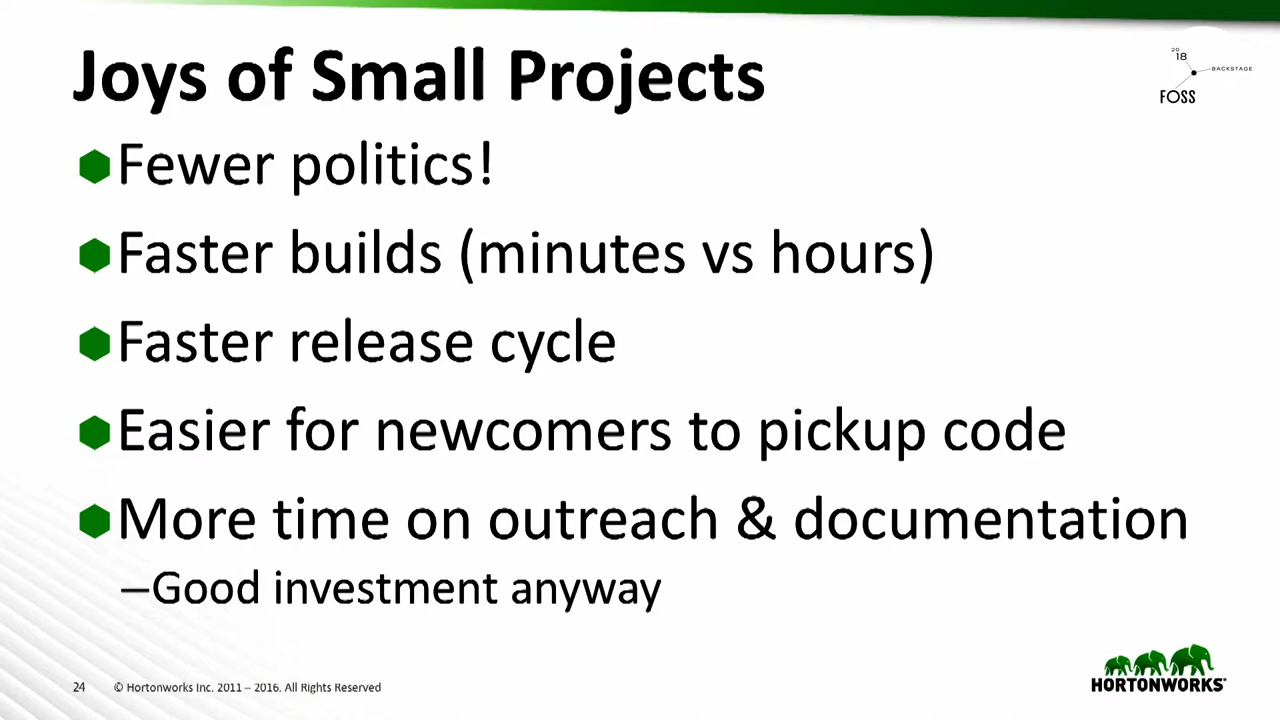 Joys of Small Projects
20
18
BACKSTAGE
FOSS
Fewer politics!
Faster builds (minutes vs hours)
Faster release cycle
Easier for newcomers to pickup code
More time on outreach & documentation
–Good investment anyway
24 © Hortonworks Inc. 2011 – 2016. All Rights Reserved
HORTONWORKS